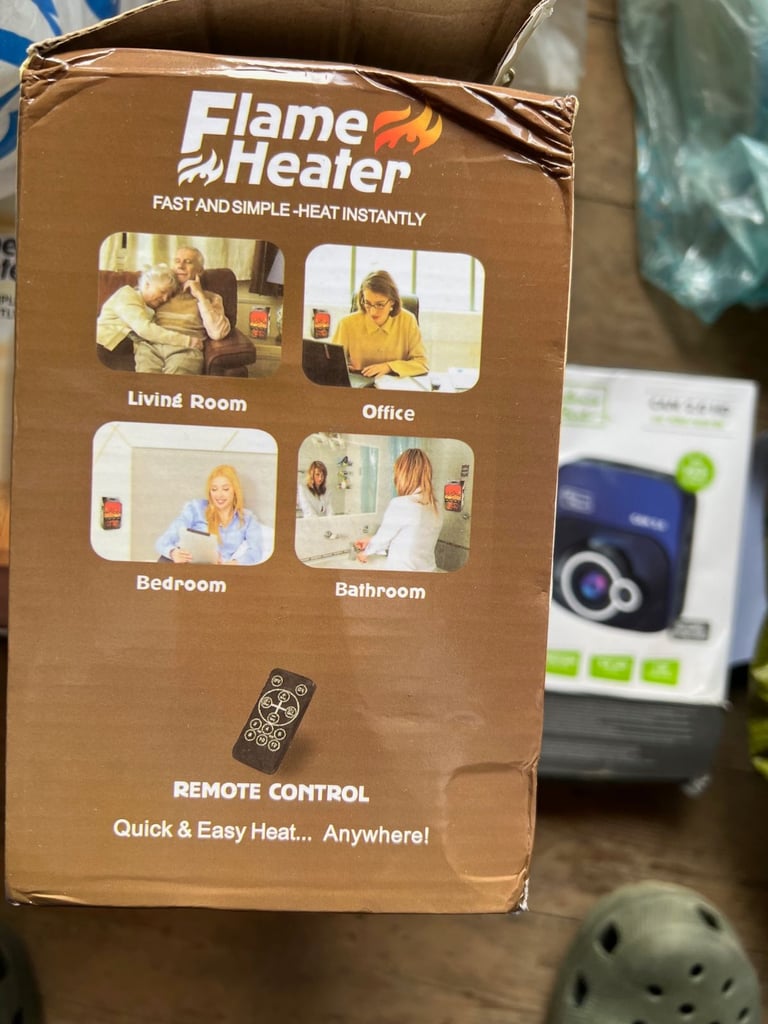 Flame
Heater
FAST AND SIMPLE -HEAT INSTANTLY
Living Room
Office
Bedroom
Bathroom
REMOTE CONTROL
Quick & Easy Heat... Anywhere!